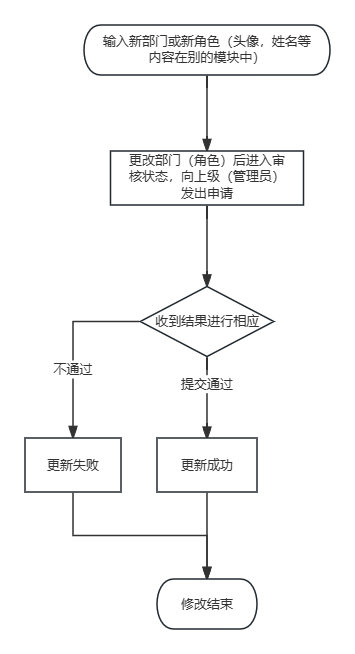 输入新部门或新角色（头像，姓名等
内容在别的模块中）
更改部门（角色）后进入审
核状态，向上级（管理员）
发出申请
收到结果进行相应
不通过
提交通过
更新失败
更新成功
修改结束